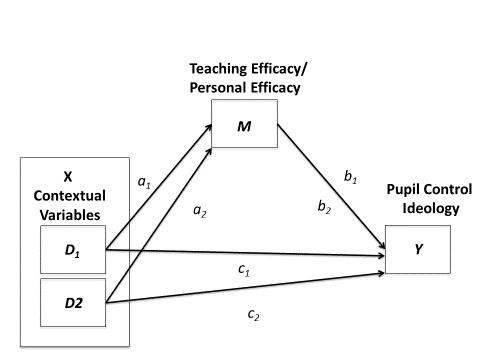 Teaching Efficacy/
Personal Efficacy
M
X
Contextual
Variables
a1
a2
b1
b2
Pupil Control
Ideology
D1
Y
c1
D2
c2